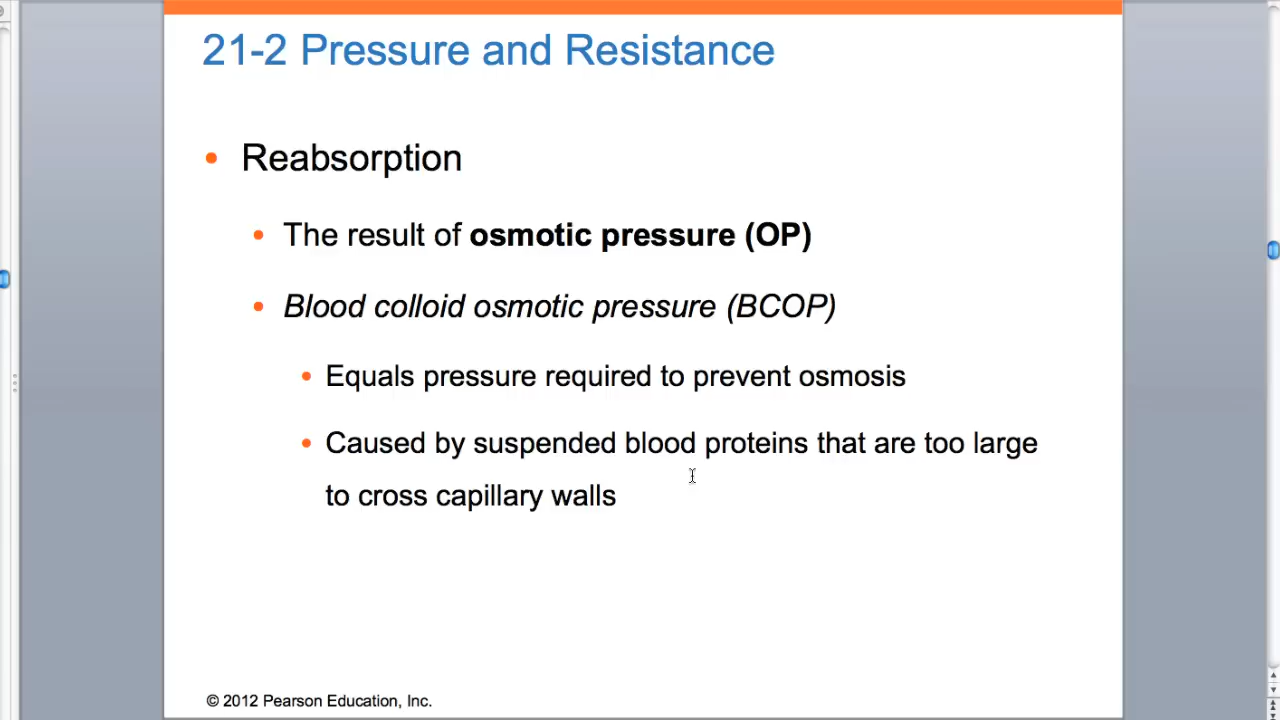 21-2 Pressure and Resistance
• Reabsorption
• The result of osmotic pressure (OP)
• Blood colloid osmotic pressure (BCOP)
• Equals pressure required to prevent osmosis
• Caused by suspended blood proteins that are too large
to cross capillary walls
© 2012 Pearson Education, Inc.